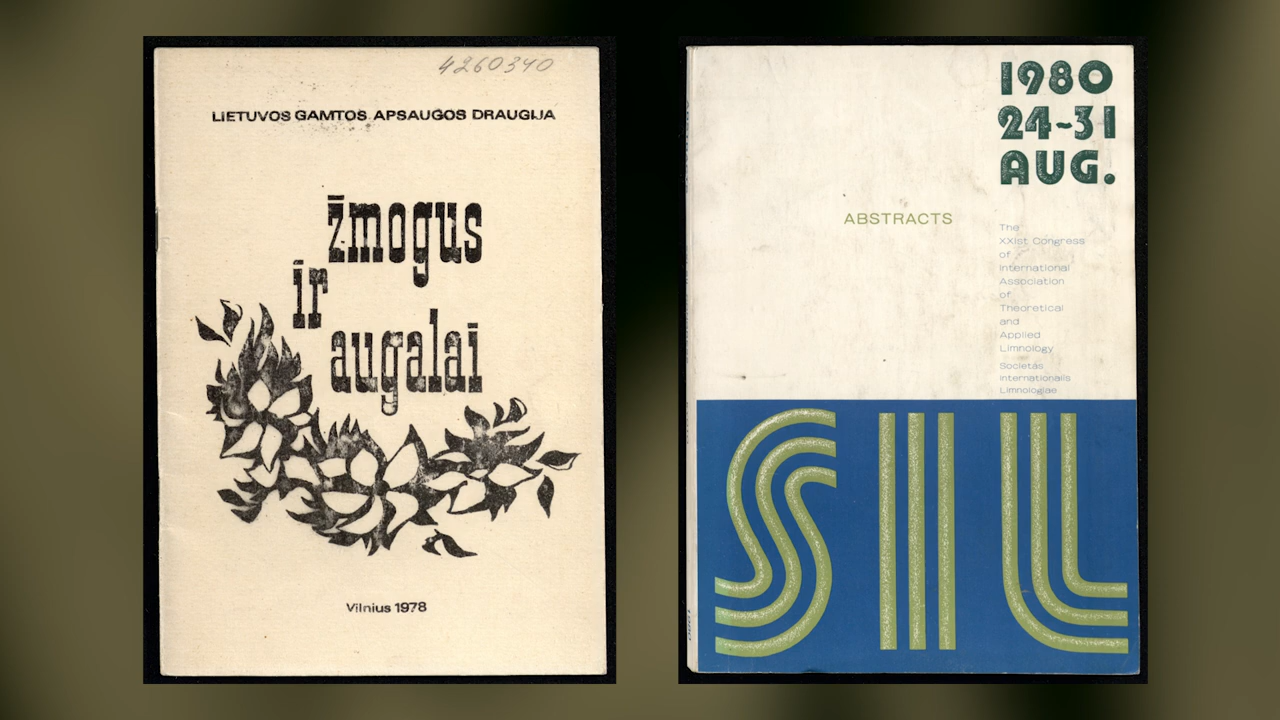 4260340
LIETUVOS GAMTOS APSAUGOS DRAUGIJA
žmogus
ir
augalai
Vilnius 1978
1980
24-31
AUG.
ABSTRACTS
The
XXIst Congress
of
International
Association
of
Theoretical
and
Applied
Limnology
Societas
Internationalis
Limnologiae
SIL